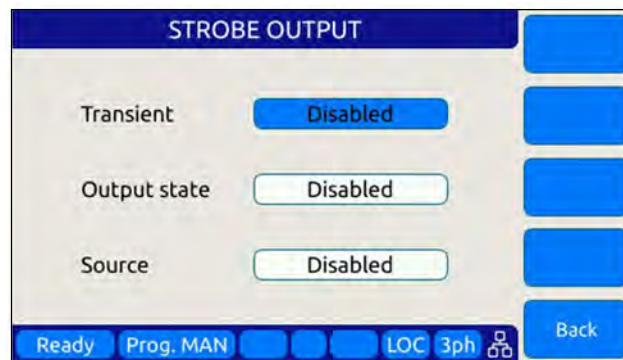 STROBE OUTPUT
Transient Disabled
Output state Disabled
Source Disabled
Back
Ready Prog. MAN LOC 3ph